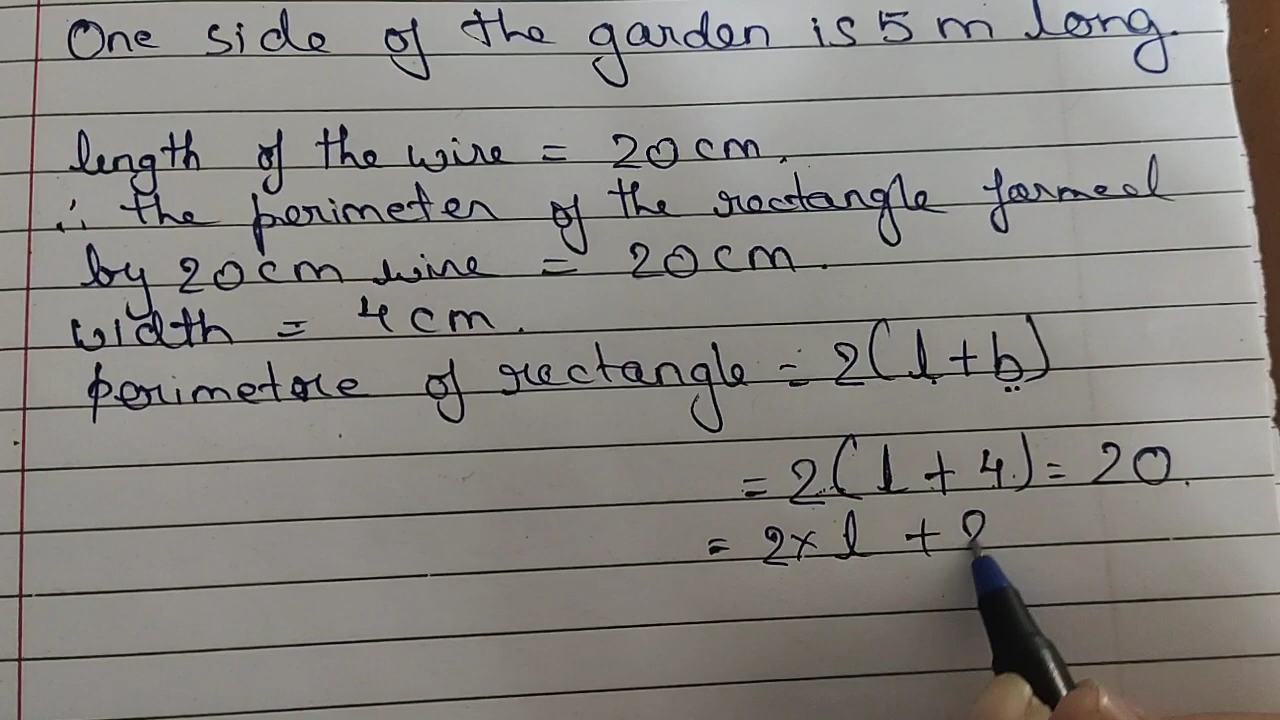 One side of the garden is 5 m long.
length of the wire = 20 cm.
∴ the perimeter of the rectangle formed
by 20 cm wire = 20 cm.
width = 4 cm.
perimetre of rectangle = 2(l+b)
= 2(l+4) = 20.
= 2×l + 2